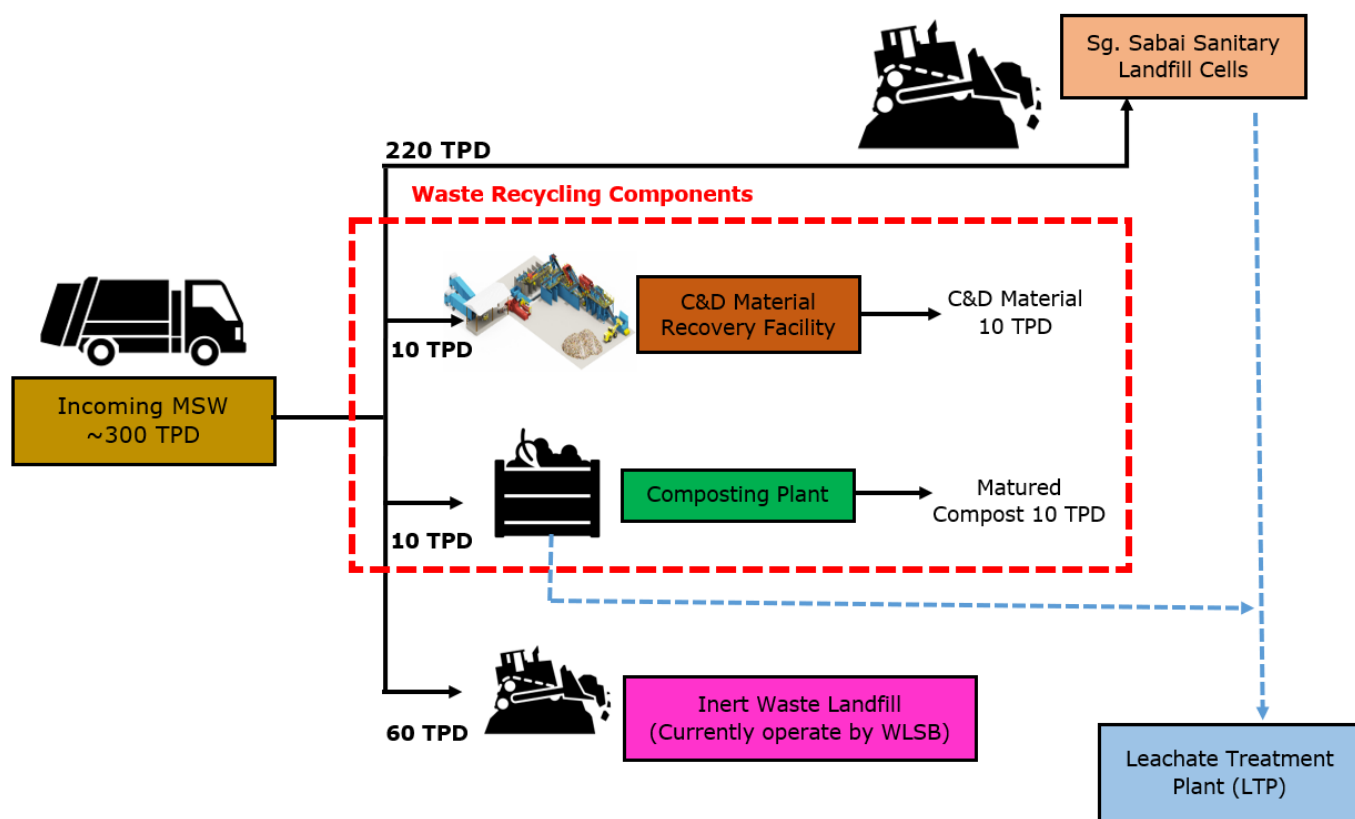 Sg. Sabai Sanitary
Landfill Cells
220 TPD
Waste Recycling Components
C&D Material
Recovery Facility
C&D Material
10 TPD
10 TPD
Incoming MSW
~300 TPD
Composting Plant
Matured
Compost 10 TPD
10 TPD
Inert Waste Landfill
(Currently operate by WLSB)
60 TPD
Leachate Treatment
Plant (LTP)